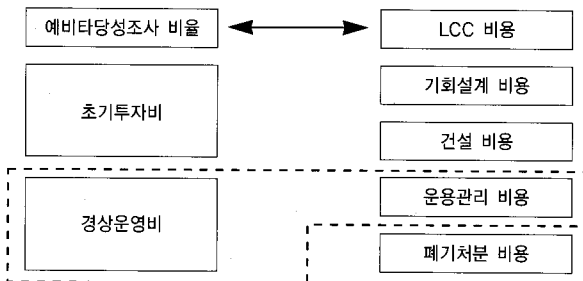 예비타당성조사 비율
LCC 비용
초기투자비
기회설계 비용
건설 비용
경상운영비
운용관리 비용
폐기처분 비용